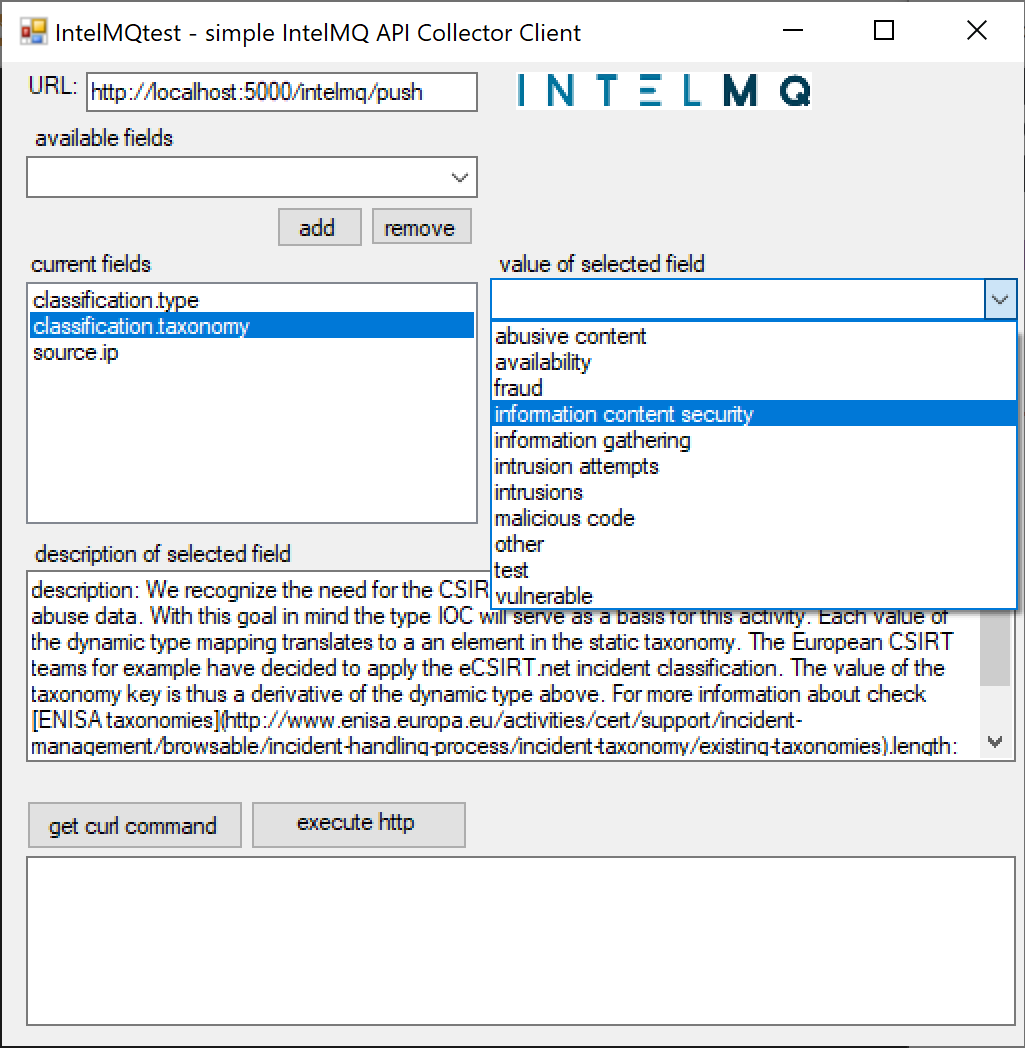 IntelMQtest - simple IntelMQ API Collector Client
URL: http://localhost:5000/intelmq/push
INTELMQ
available fields
add remove
current fields
classification.type
classification.taxonomy
source.ip
value of selected field
abusive content
availability
fraud
information content security
information gathering
intrusion attempts
intrusions
malicious code
other
test
vulnerable
description of selected field
description: We recognize the need for the CSIR
abuse data. With this goal in mind the type IOC will serve as a basis for this activity. Each value of
the dynamic type mapping translates to a an element in the static taxonomy. The European CSIRT
teams for example have decided to apply the eCSIRT.net incident classification. The value of the
taxonomy key is thus a derivative of the dynamic type above. For more information about check
[ENISA taxonomies](http://www.enisa.europa.eu/activities/cert/support/incident-
management/browsable/incident-handling-process/incident-taxonomy/existing-taxonomies).length:
get curl command execute http